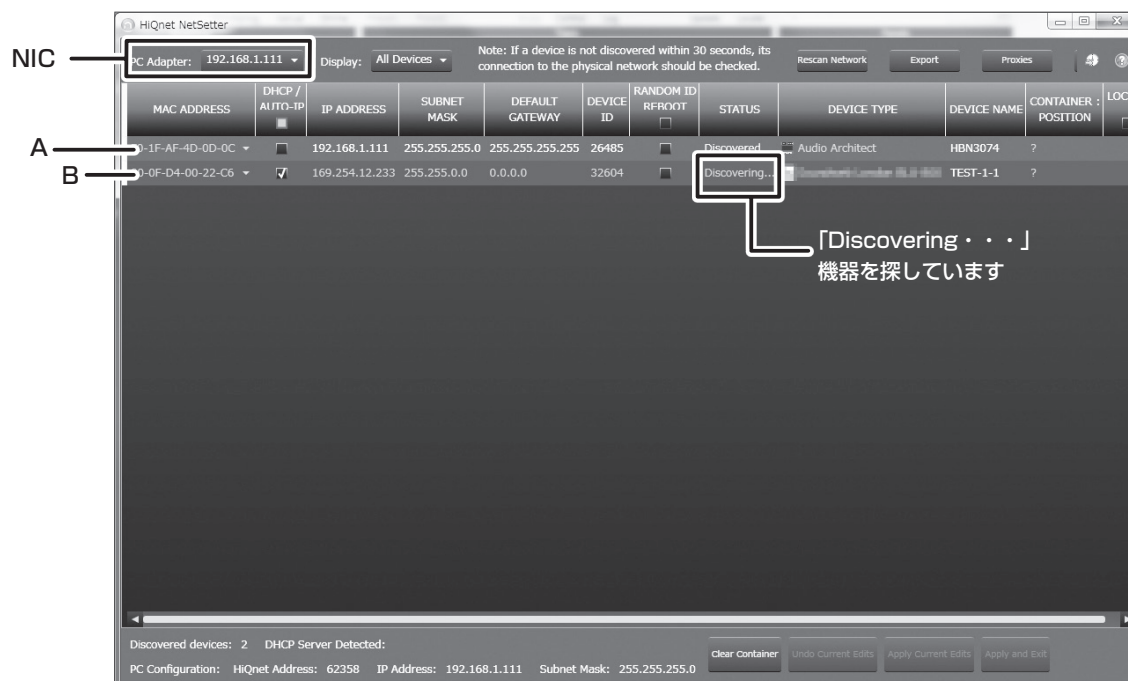 HiQnet NetSetter
NIC
PC Adapter: 192.168.1.111
Display: All Devices
Note: If a device is not discovered within 30 seconds, its
connection to the physical network should be checked.
Rescan Network
Export
Proxies
MAC ADDRESS
DHCP /
AUTO-IP
IP ADDRESS
SUBNET
MASK
DEFAULT
GATEWAY
DEVICE
ID
RANDOM ID
REBOOT
STATUS
DEVICE TYPE
DEVICE NAME
CONTAINER :
POSITION
LOC
A
0-1F-AF-4D-0D-0C 192.168.1.111 255.255.255.0 255.255.255.255 26485 Discovered Audio Architect HBN3074 ?
B
0-0F-D4-00-22-C6 169.254.12.233 255.255.0.0 0.0.0.0 32604 Discovering... TEST-1-1 ?
「Discovering・・・」
機器を探しています
Discovered devices: 2 DHCP Server Detected:
PC Configuration: HiQnet Address: 62358 IP Address: 192.168.1.111 Subnet Mask: 255.255.255.0
Clear Container
Undo Current Edits
Apply Current Edits
Apply and Exit